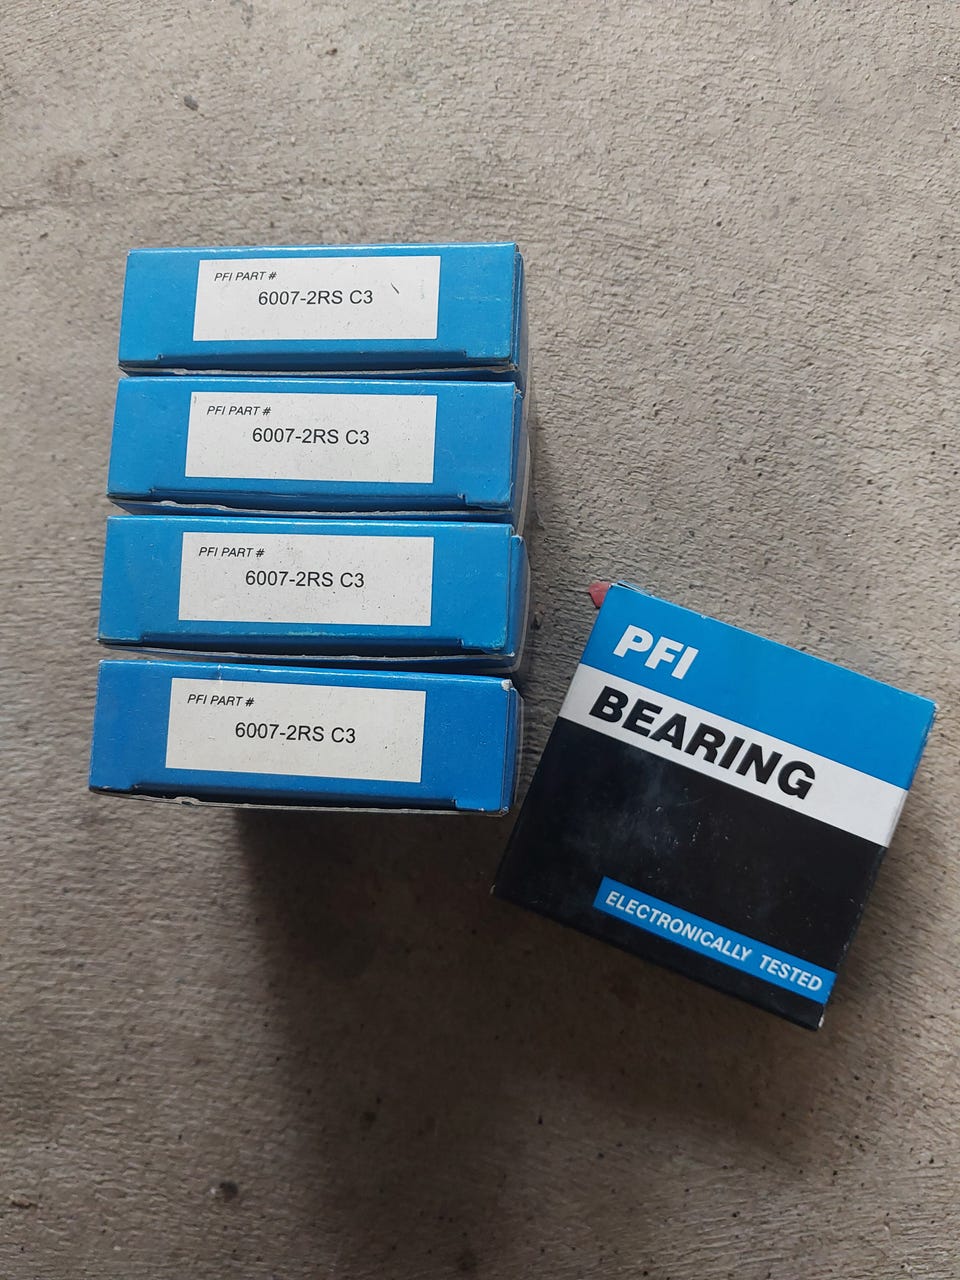 PFI PART #
6007-2RS C3
PFI PART #
6007-2RS C3
PFI PART #
6007-2RS C3
PFI PART #
6007-2RS C3
PFI
BEARING
ELECTRONICALLY TESTED